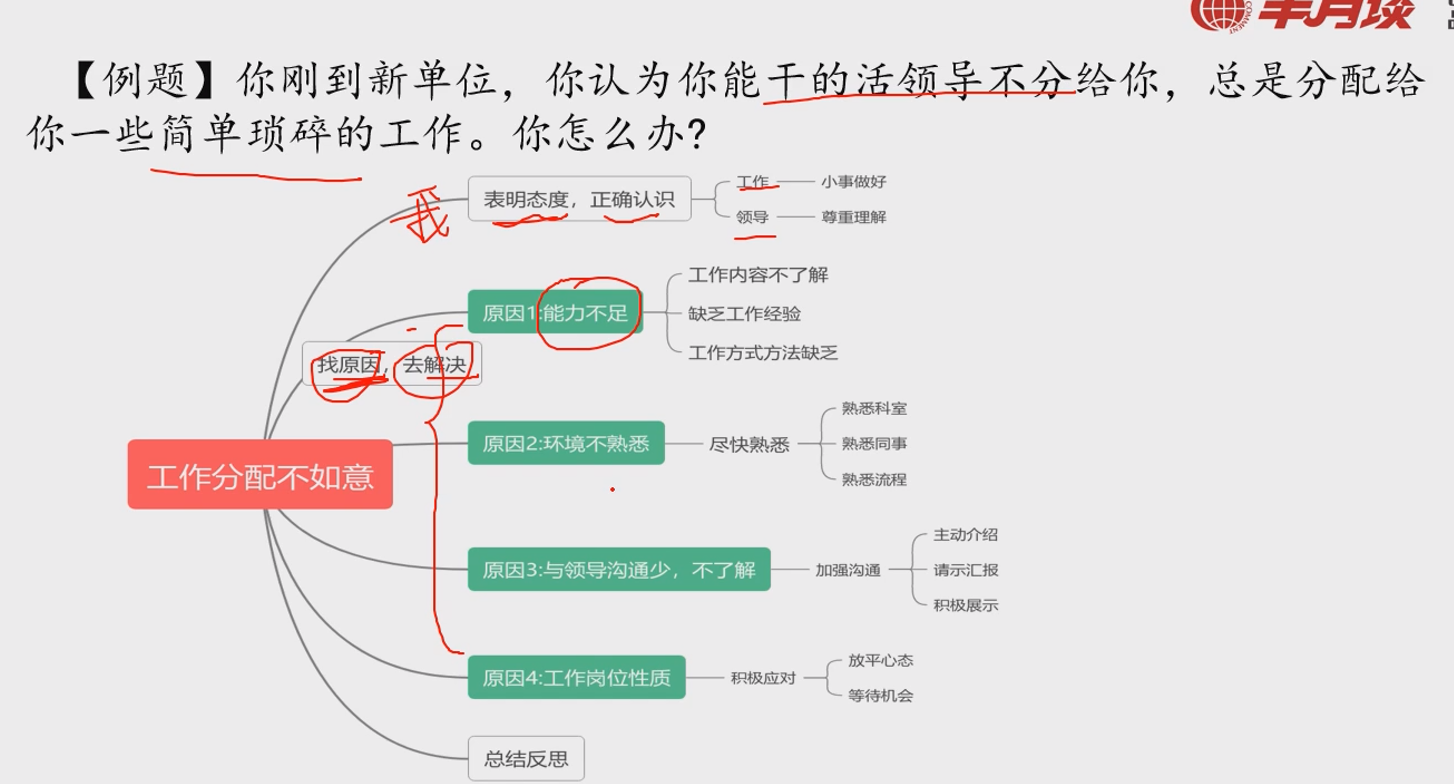 半月谈
COMMENT
【例题】你刚到新单位，你认为你能干的活领导不分给你，总是分配给
你一些简单琐碎的工作。你怎么办?
我
表明态度，正确认识
工作
小事做好
领导
尊重理解
原因1:能力不足
工作内容不了解
缺乏工作经验
工作方式方法缺乏
找原因，去解决
原因2:环境不熟悉
尽快熟悉
熟悉科室
熟悉同事
熟悉流程
工作分配不如意
原因3:与领导沟通少，不了解
加强沟通
主动介绍
请示汇报
积极展示
原因4:工作岗位性质
积极应对
放平心态
等待机会
总结反思